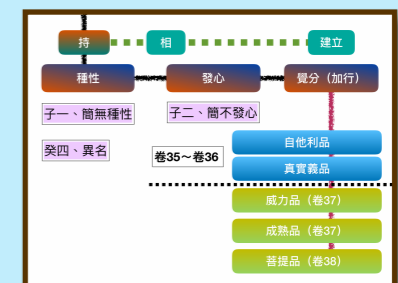 持 相 建立
種性 發心 覺分（加行）
子一、簡無種性 子二、簡不發心
癸四、異名
卷35～卷36
自他利品
真實義品
威力品（卷37）
成熟品（卷37）
菩提品（卷38）